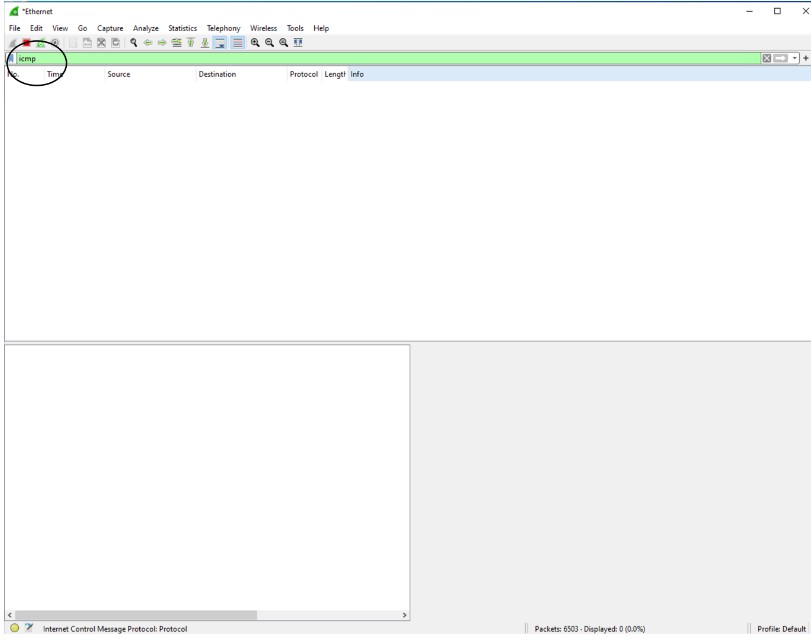 *Ethernet
File Edit View Go Capture Analyze Statistics Telephony Wireless Tools Help
icmp
No. Time Source Destination Protocol Length Info
Internet Control Message Protocol: Protocol
Packets: 6503 · Displayed: 0 (0.0%)
Profile: Default